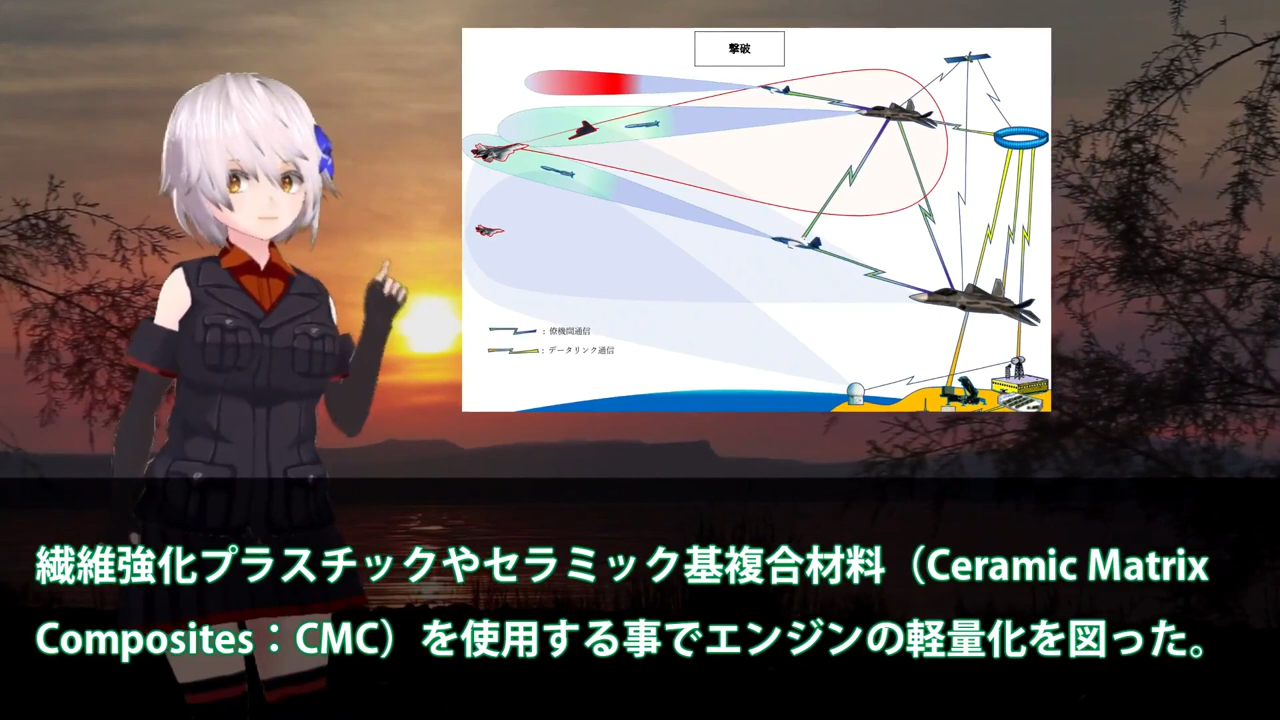 撃破
：僚機間通信
：データリンク通信
繊維強化プラスチックやセラミック基複合材料（Ceramic Matrix
Composites：CMC）を使用する事でエンジンの軽量化を図った。